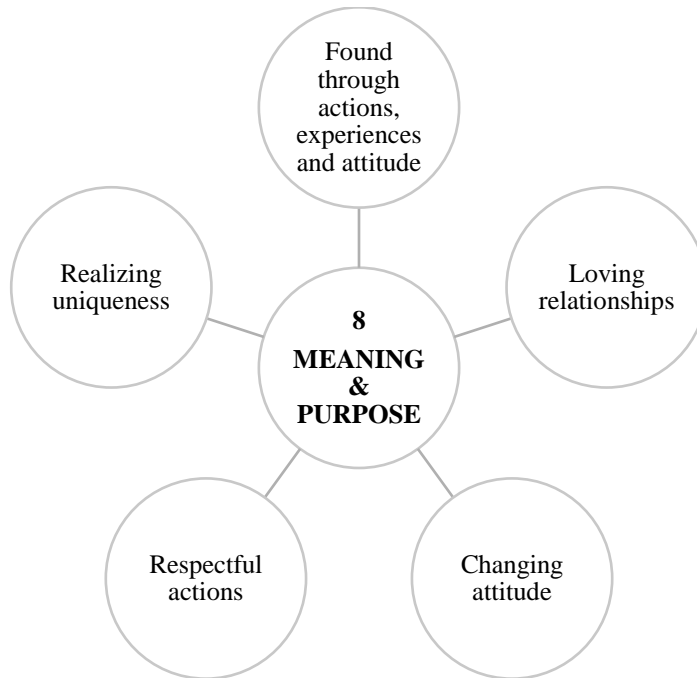 Found
through
actions,
experiences
and attitude
Realizing
uniqueness
Loving
relationships
8
MEANING
&
PURPOSE
Respectful
actions
Changing
attitude